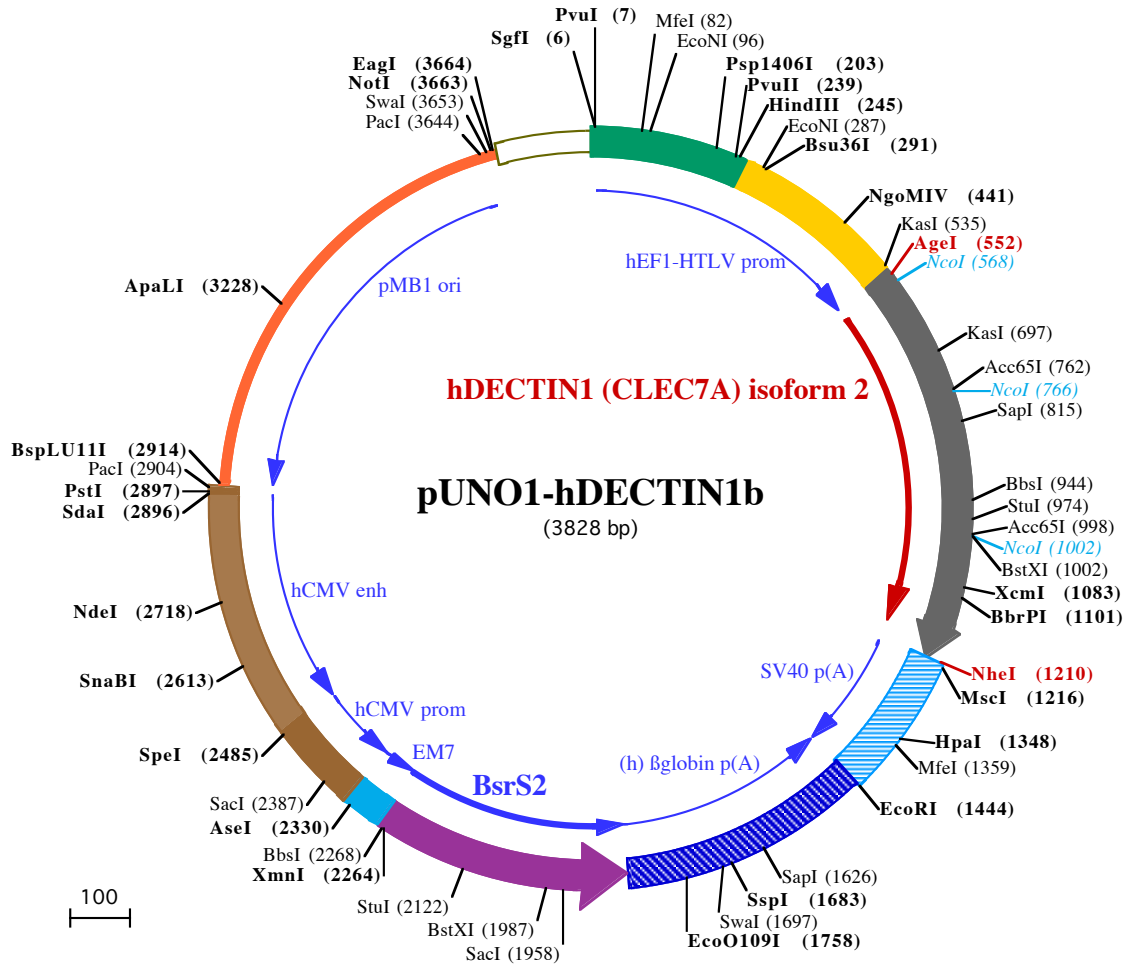 PvuI (7)
SgfI (6)
MfeI (82)
EcoNI (96)
Psp1406I (203)
PvuII (239)
HindIII (245)
EcoNI (287)
Bsu36I (291)
NgoMIV (441)
KasI (535)
AgeI (552)
NcoI (568)
KasI (697)
Acc65I (762)
NcoI (766)
SapI (815)
BbsI (944)
StuI (974)
Acc65I (998)
NcoI (1002)
BstXI (1002)
XcmI (1083)
BbrPI (1101)
NheI (1210)
MscI (1216)
HpaI (1348)
MfeI (1359)
EcoRI (1444)
SapI (1626)
SspI (1683)
SwaI (1697)
EcoO109I (1758)
SacI (1958)
BstXI (1987)
StuI (2122)
XmnI (2264)
BbsI (2268)
AseI (2330)
SacI (2387)
SpeI (2485)
SnaBI (2613)
NdeI (2718)
SdaI (2896)
PstI (2897)
PacI (2904)
BspLU11I (2914)
ApaLI (3228)
PacI (3644)
SwaI (3653)
NotI (3663)
EagI (3664)
hEF1-HTLV prom
pMB1 ori
hDECTIN1 (CLEC7A) isoform 2
pUNO1-hDECTIN1b
(3828 bp)
hCMV enh
hCMV prom
EM7
BsrS2
(h) ßglobin p(A)
SV40 p(A)
100